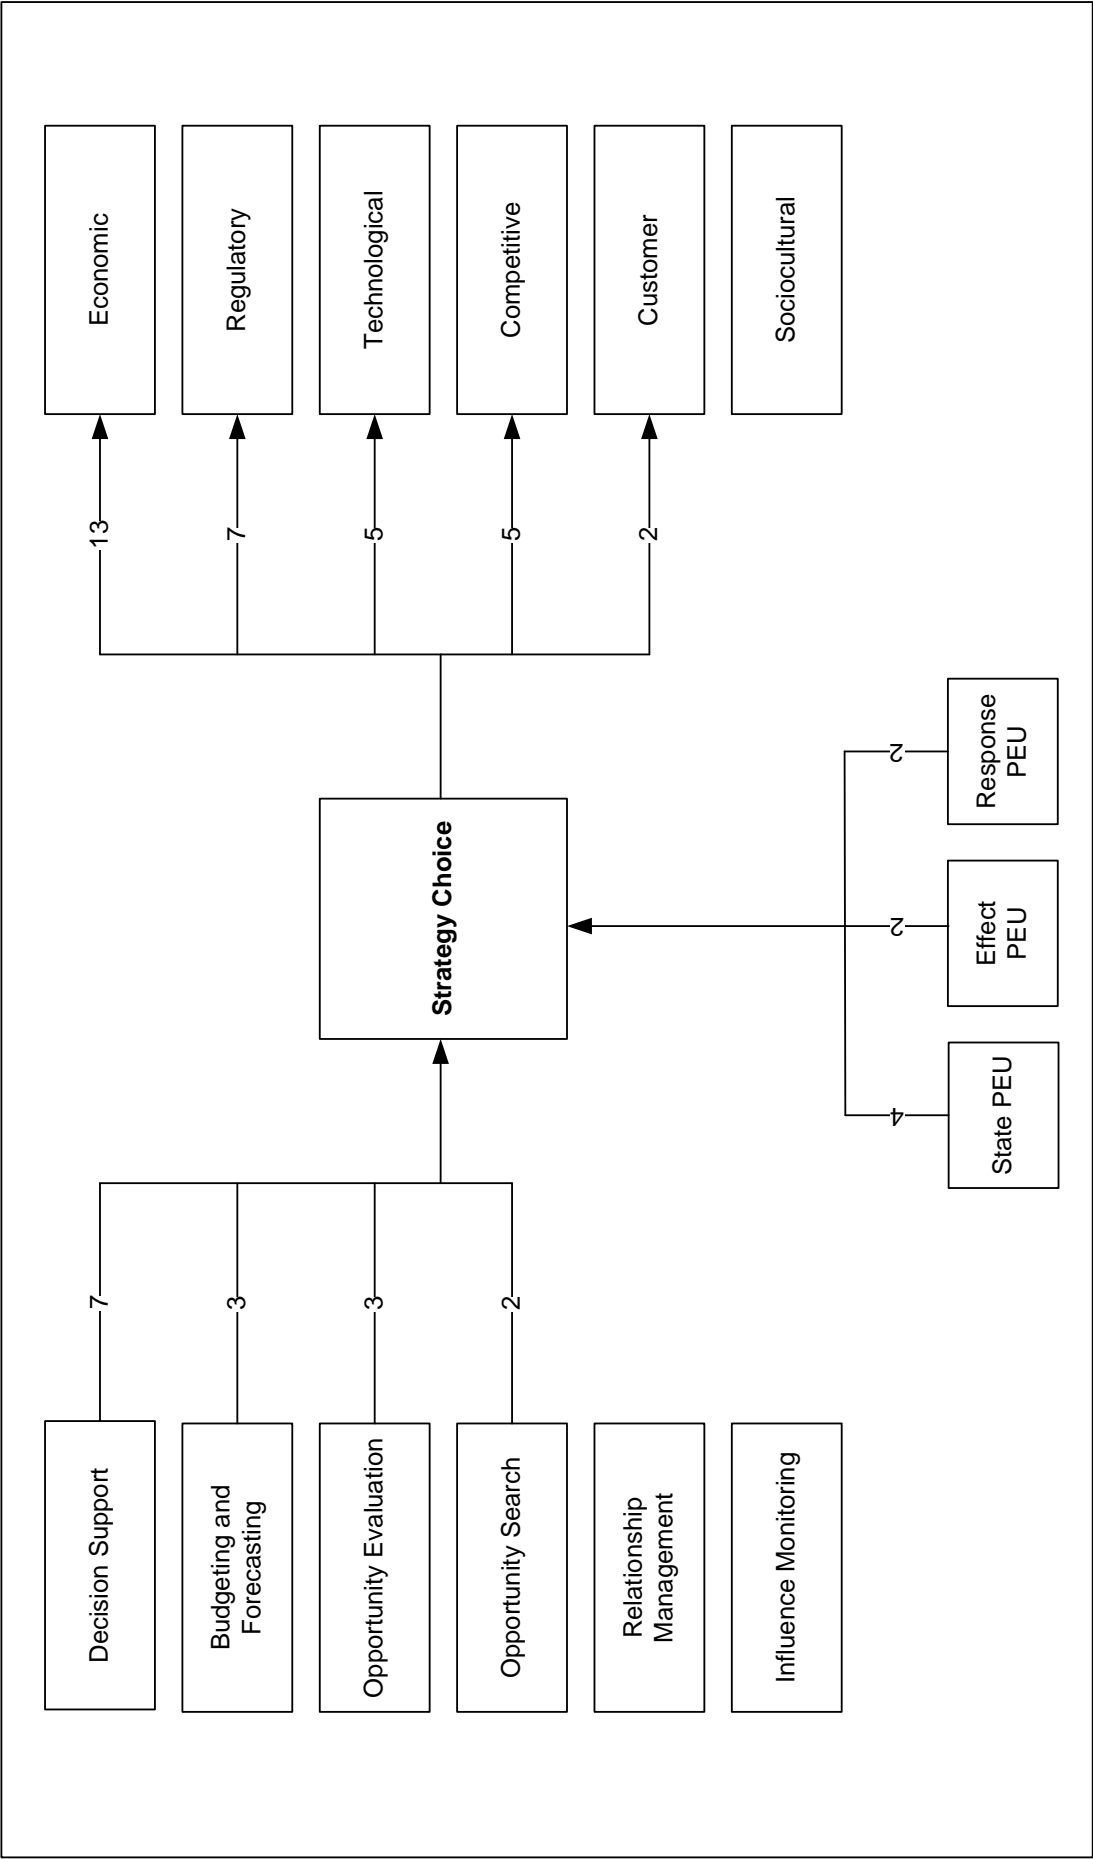 Decision Support
Budgeting and
Forecasting
Opportunity Evaluation
Opportunity Search
Relationship
Management
Influence Monitoring
7
3
3
2
Strategy Choice
13
7
5
5
2
Economic
Regulatory
Technological
Competitive
Customer
Sociocultural
4
2
2
State PEU
Effect
PEU
Response
PEU